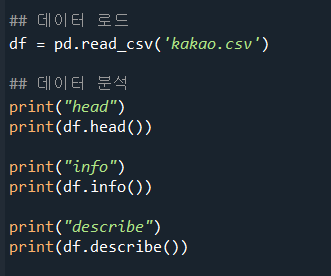 ## 데이터 로드
df = pd.read_csv('kakao.csv')
## 데이터 분석
print("head")
print(df.head())
print("info")
print(df.info())
print("describe")
print(df.describe())